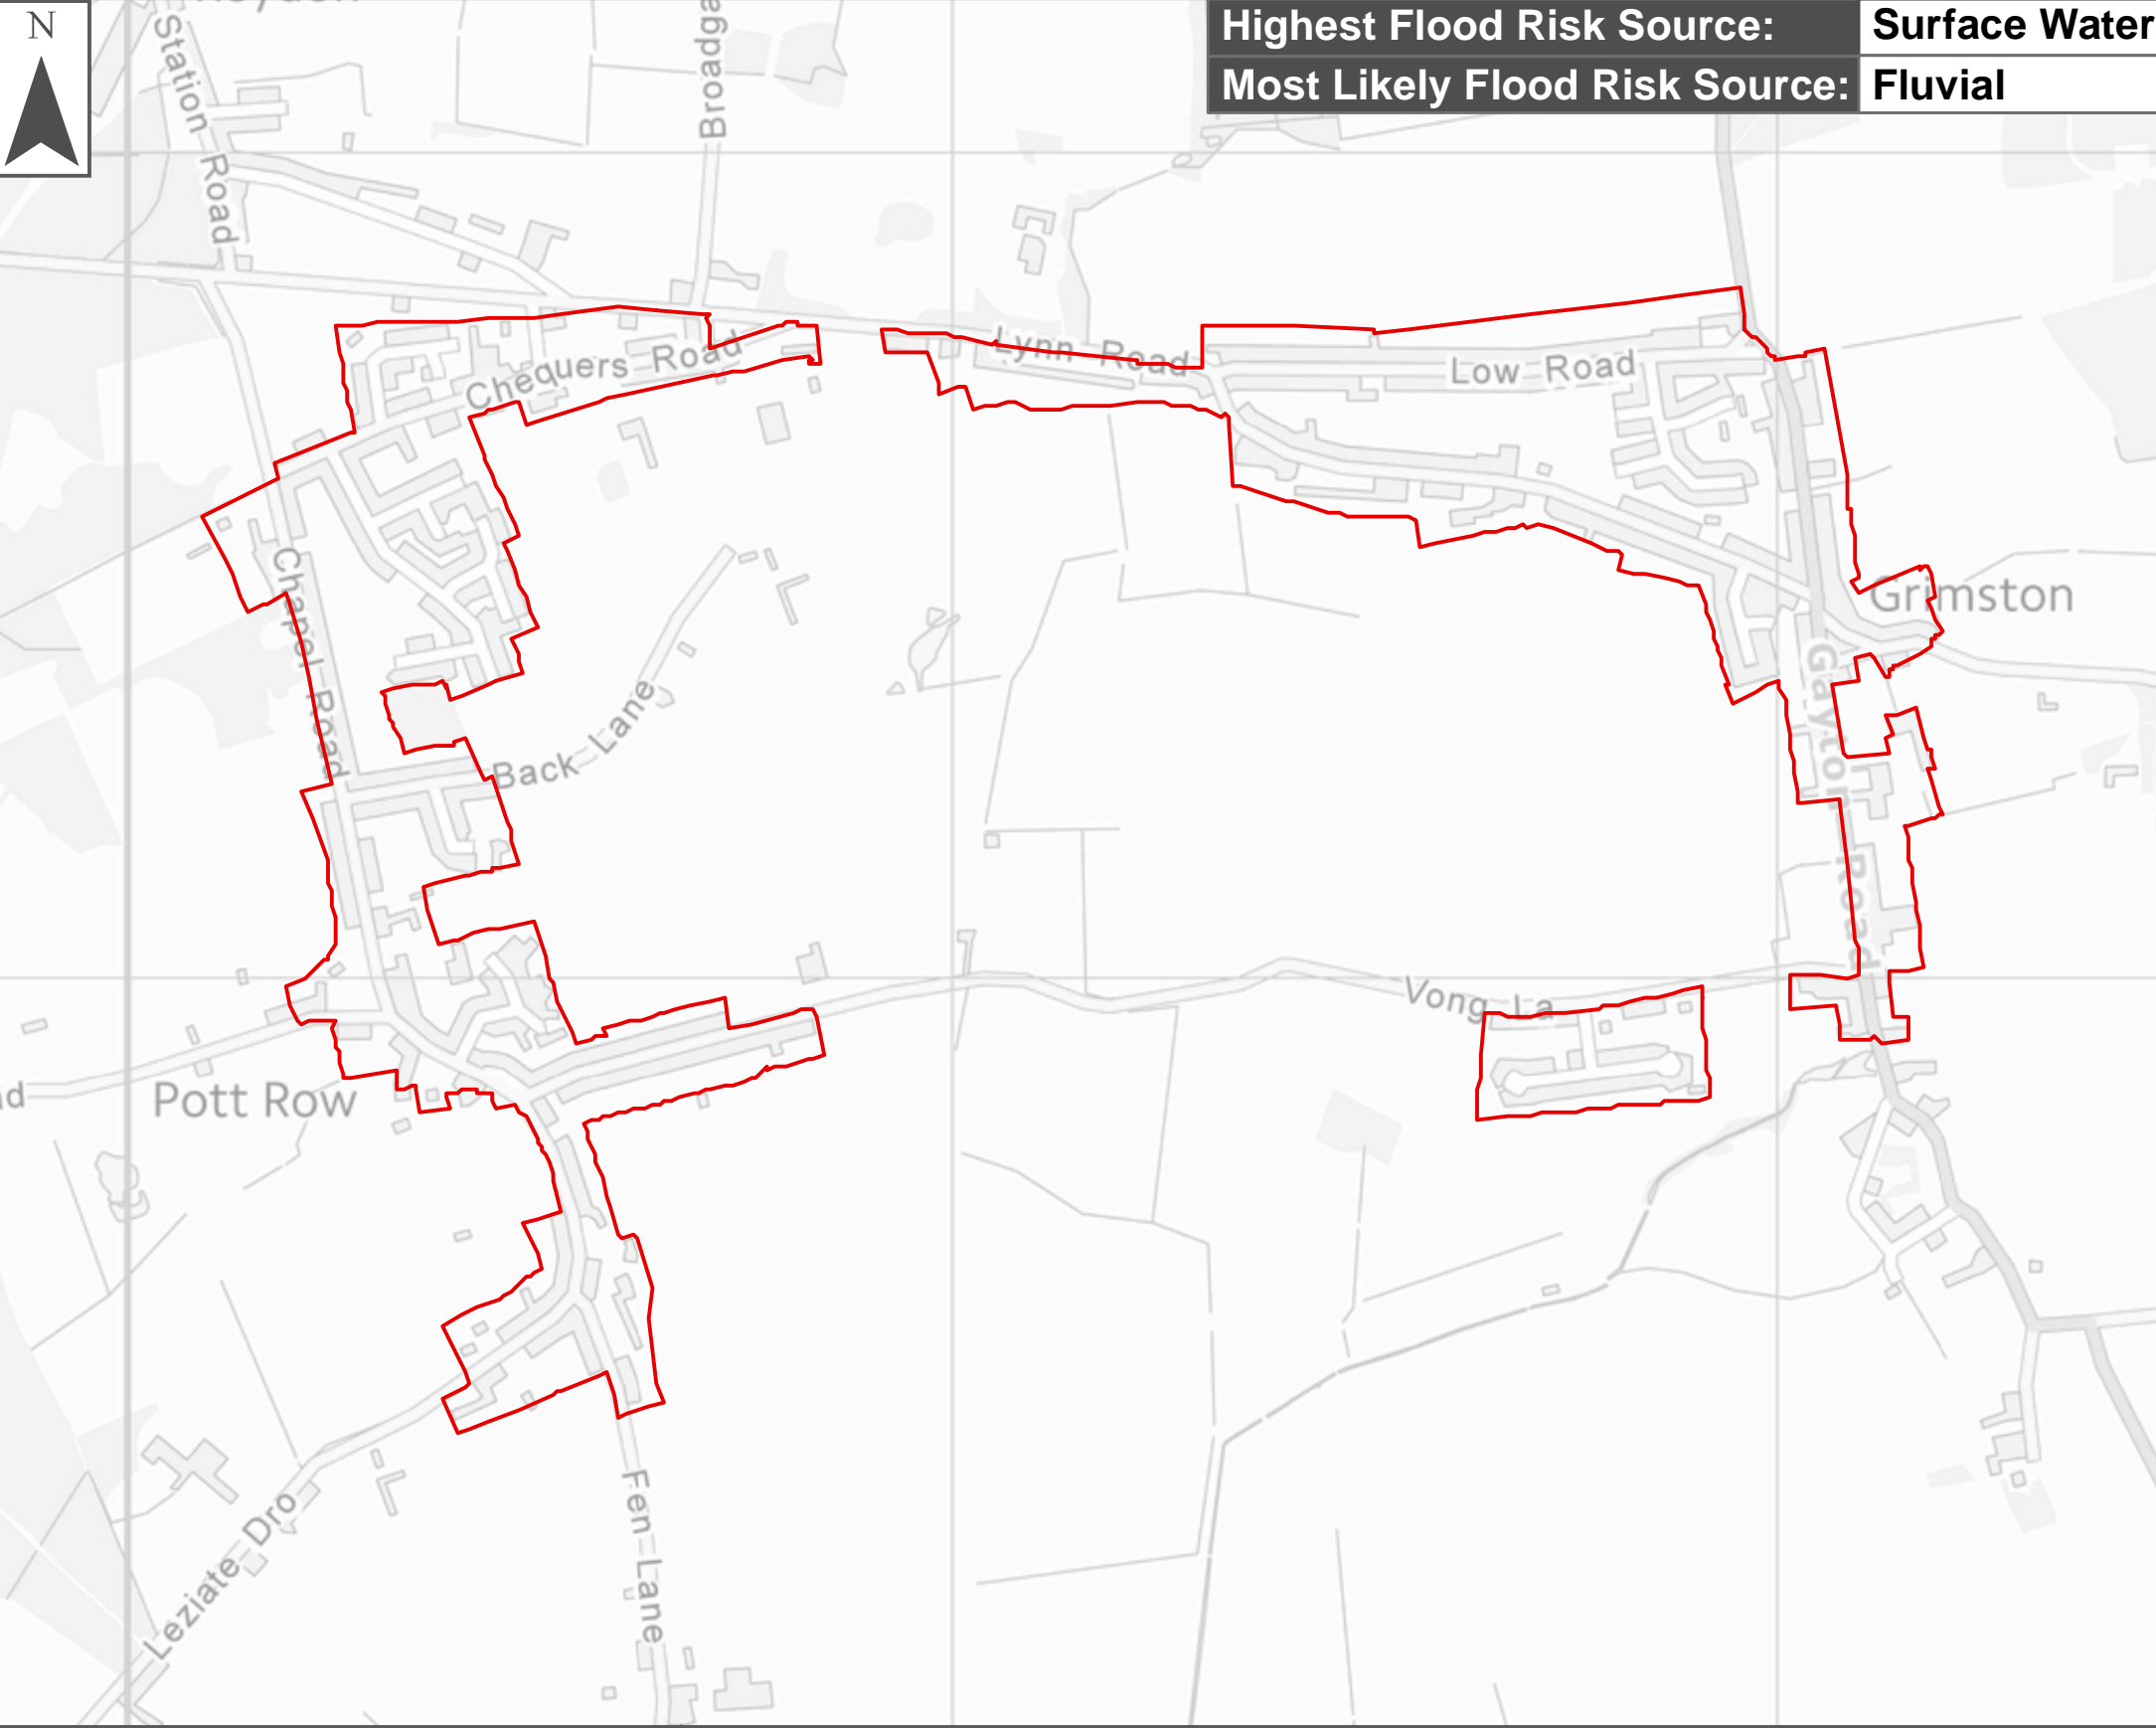 N
Highest Flood Risk Source: Surface Water
Most Likely Flood Risk Source: Fluvial
Station Road
Broadga
Lynn Road
Low Road
Chequers Road
Chapel Road
Grimston
Gayton Road
Back Lane
Vong La
Pott Row
Fen Lane
Leziate Dro